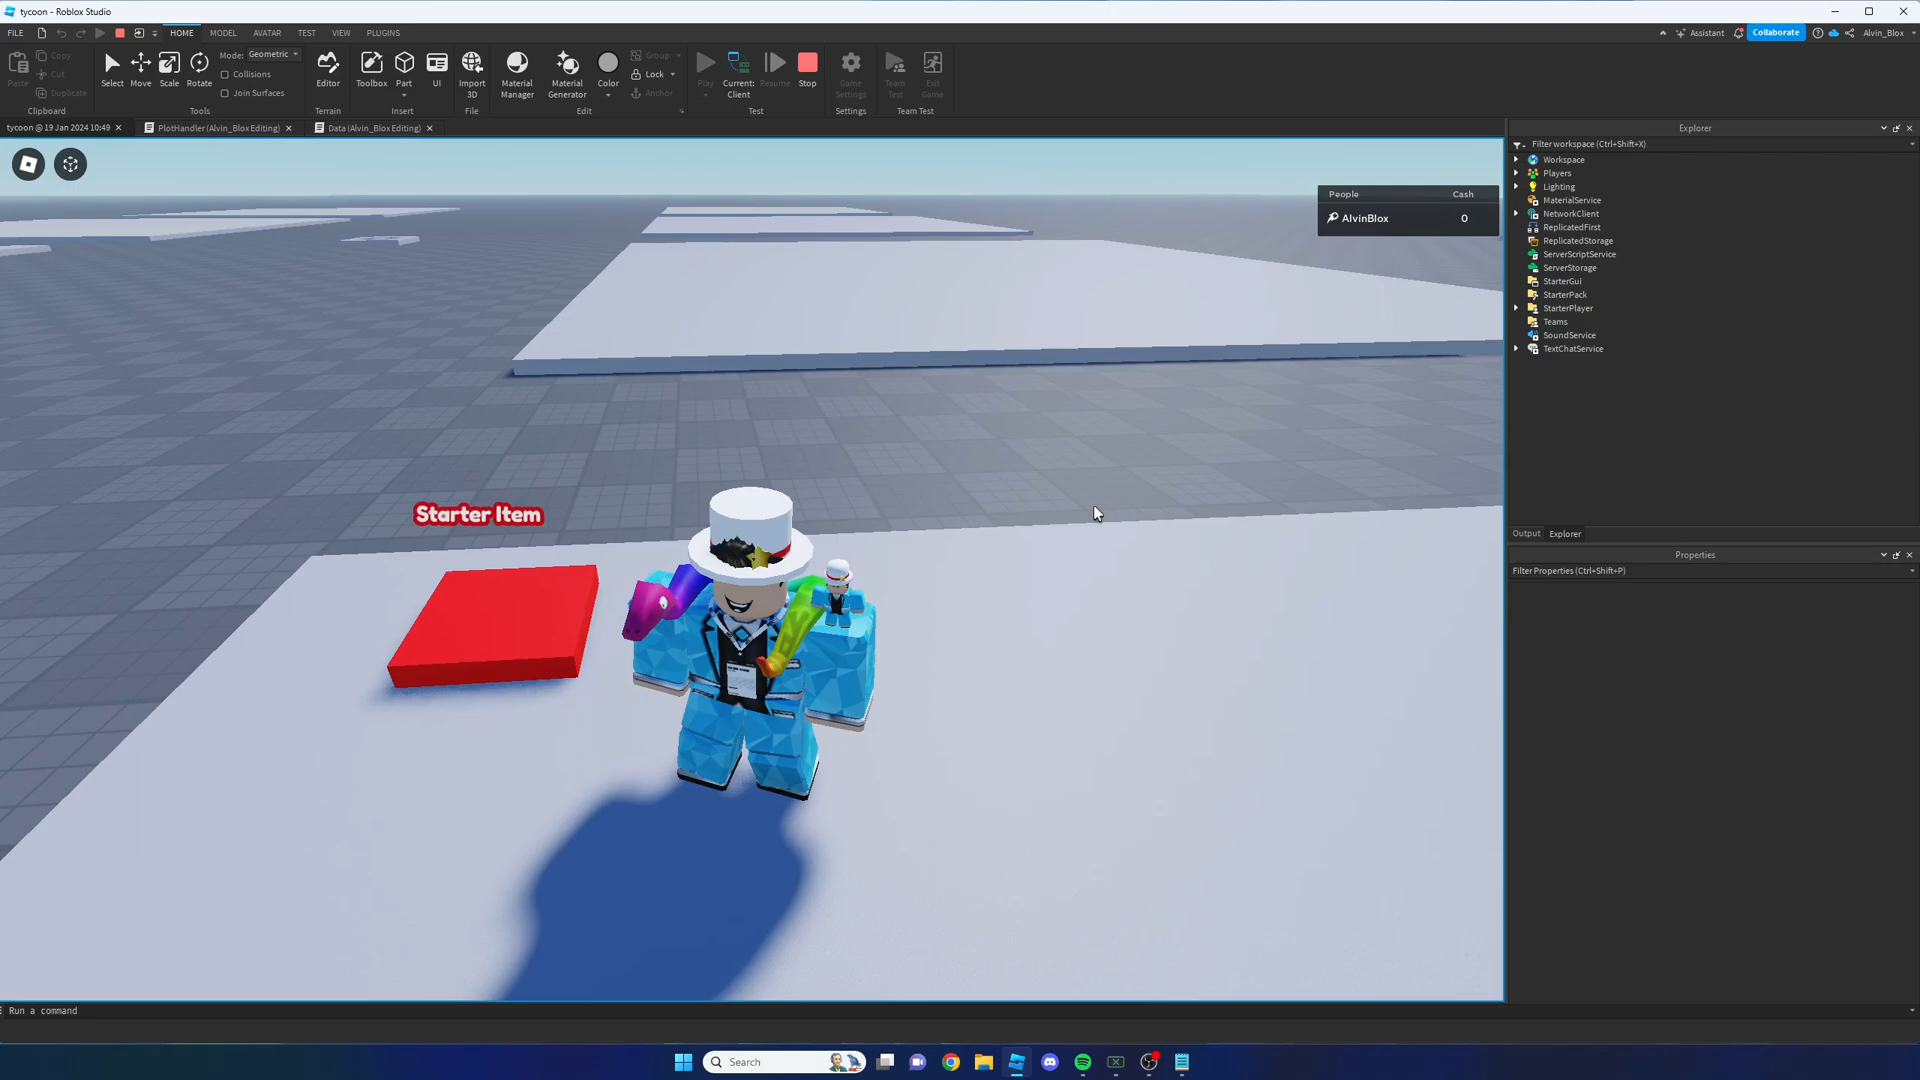 tycoon - Roblox Studio
FILE HOME MODEL AVATAR TEST VIEW PLUGINS Assistant Collaborate Alvin_Blox
Paste Copy Cut Duplicate Clipboard
Select Move Scale Rotate Mode: Geometric Collisions Join Surfaces Tools
Editor Terrain
Toolbox Part UI Insert
Import 3D File
Material Manager Material Generator Color Group Lock Anchor Edit
Play Current: Client Resume Stop Test
Game Settings Settings
Team Test Exit Game Team Test
tycoon @ 19 Jan 2024 10:49 PlotHandler (Alvin_Blox Editing) Data (Alvin_Blox Editing)
People Cash
AlvinBlox 0
Starter Item
Explorer
Filter workspace (Ctrl+Shift+X)
Workspace
Players
Lighting
MaterialService
NetworkClient
ReplicatedFirst
ReplicatedStorage
ServerScriptService
ServerStorage
StarterGui
StarterPack
StarterPlayer
Teams
SoundService
TextChatService
Output Explorer
Properties
Filter Properties (Ctrl+Shift+P)
Run a command
Search